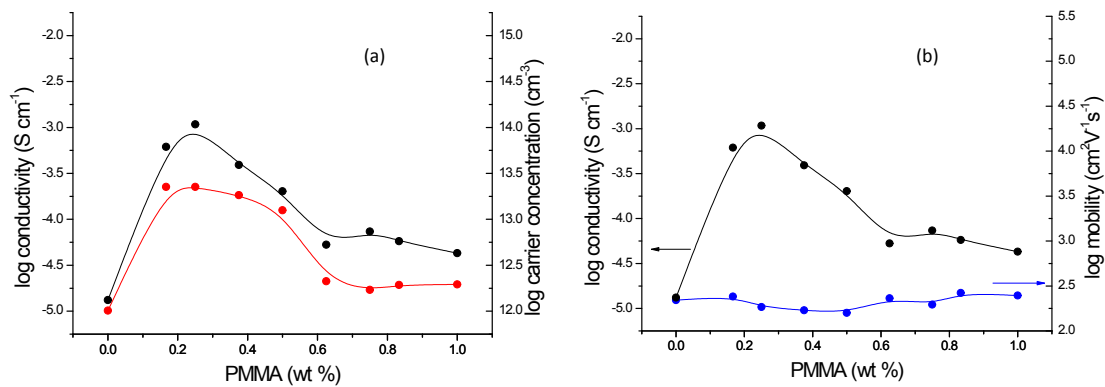 (a)
log conductivity (S cm⁻¹)
-2.0
-2.5
-3.0
-3.5
-4.0
-4.5
-5.0
0.0 0.2 0.4 0.6 0.8 1.0
PMMA (wt %)
15.0
14.5
14.0
13.5
13.0
12.5
12.0
log carrier concentration (cm⁻³)
(b)
log conductivity (S cm⁻¹)
-2.0
-2.5
-3.0
-3.5
-4.0
-4.5
-5.0
0.0 0.2 0.4 0.6 0.8 1.0
PMMA (wt %)
5.5
5.0
4.5
4.0
3.5
3.0
2.5
2.0
log mobility (cm²V⁻¹s⁻¹)